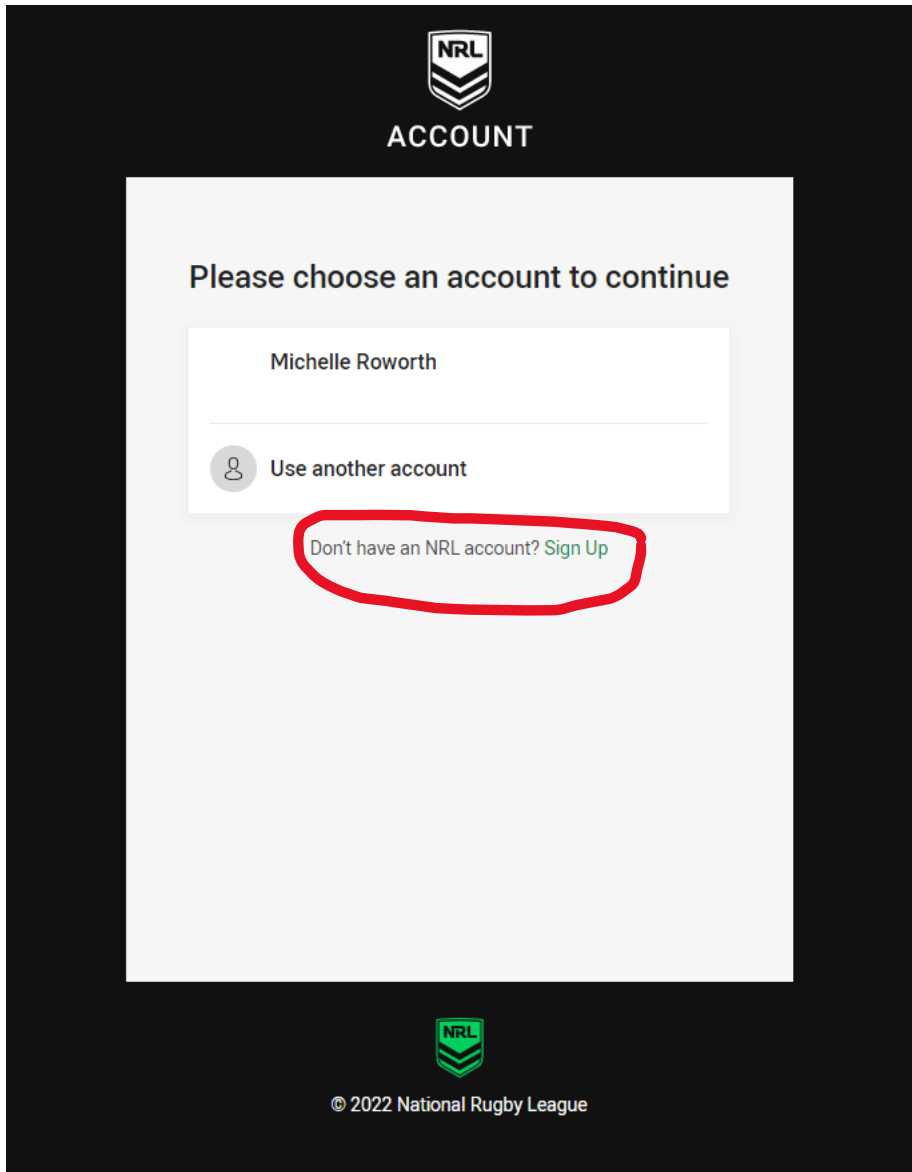 NRL
ACCOUNT
Please choose an account to continue
Michelle Roworth
Use another account
Don't have an NRL account? Sign Up
NRL
© 2022 National Rugby League